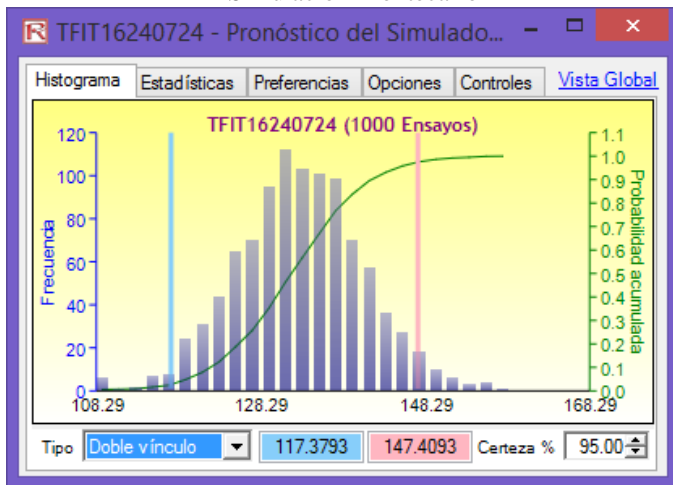 TFIT16240724 - Pronóstico del Simulado...
Histograma Estadísticas Preferencias Opciones Controles Vista Global
TFIT16240724 (1000 Ensayos)
Frecuencia
120
100
80
60
40
20
0
108.29 128.29 148.29 168.29
1.1
1.0
0.9
0.8
0.7
0.6
0.5
0.4
0.3
0.2
0.1
0.0
Probabilidad acumulada
Tipo Doble vínculo 117.3793 147.4093 Certeza % 95.00